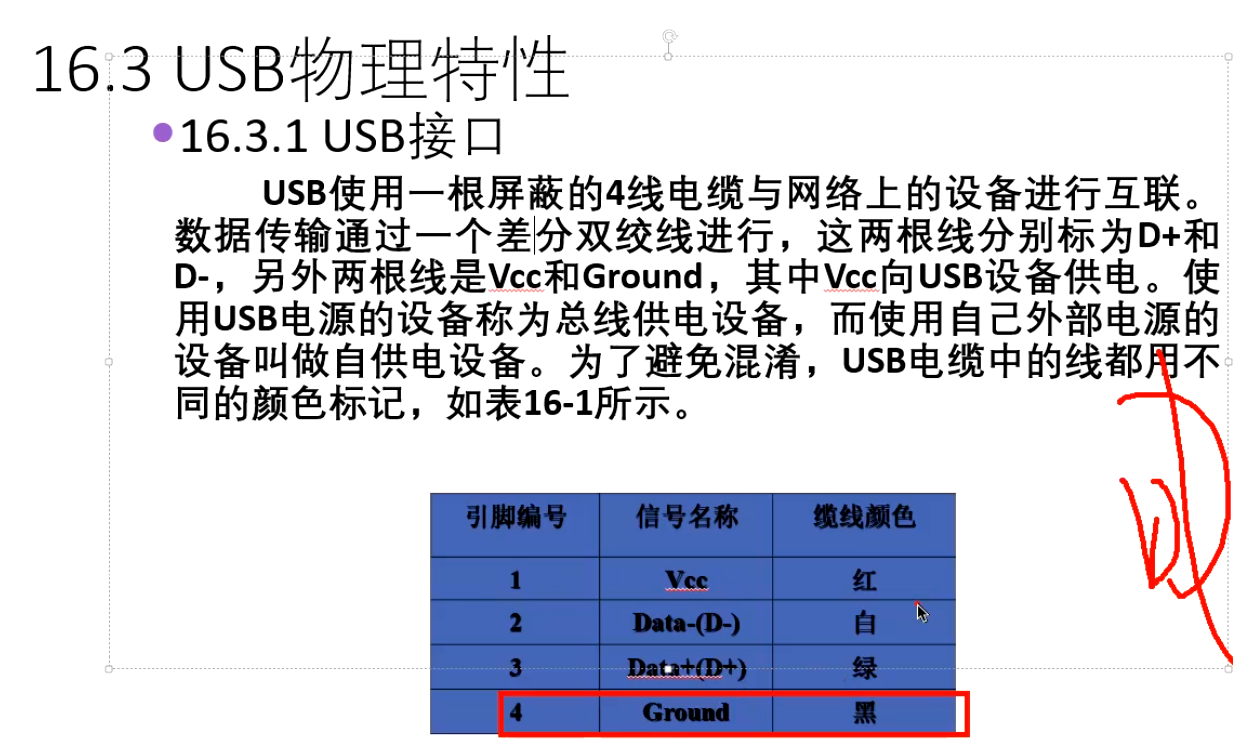 16.3 USB物理特性
16.3.1 USB接口
USB使用一根屏蔽的4线电缆与网络上的设备进行互联。
数据传输通过一个差分双绞线进行，这两根线分别标为D+和
D-，另外两根线是Vcc和Ground，其中Vcc向USB设备供电。使
用USB电源的设备称为总线供电设备，而使用自己外部电源的
设备叫做自供电设备。为了避免混淆，USB电缆中的线都用不
同的颜色标记，如表16-1所示。
引脚编号 信号名称 缆线颜色
1 Vcc 红
2 Data-(D-) 白
3 Data+(D+) 绿
4 Ground 黑